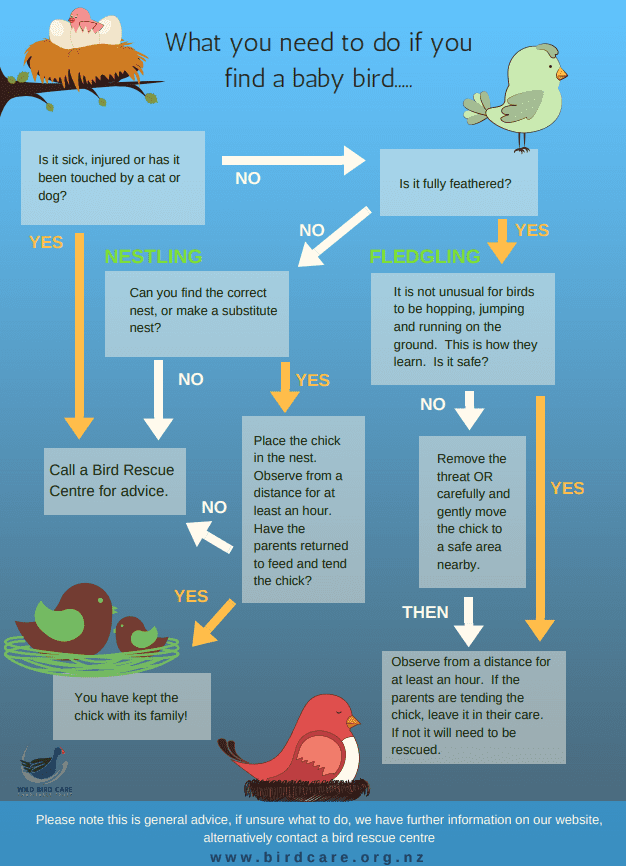 What you need to do if you
find a baby bird.....
Is it sick, injured or has it
been touched by a cat or
dog?
NO
Is it fully feathered?
YES
NO
YES
NESTLING
FLEDGLING
Can you find the correct
nest, or make a substitute
nest?
It is not unusual for birds
to be hopping, jumping
and running on the
ground. This is how they
learn. Is it safe?
NO
YES
NO
YES
Call a Bird Rescue
Centre for advice.
Place the chick
in the nest.
Observe from a
distance for at
least an hour.
Have the
parents returned
to feed and tend
the chick?
Remove the
threat OR
carefully and
gently move
the chick to
a safe area
nearby.
NO
YES
THEN
You have kept the
chick with its family!
Observe from a distance for
at least an hour. If the
parents are tending the
chick, leave it in their care.
If not it will need to be
rescued.
WILD BIRD CARE
Please note this is general advice, if unsure what to do, we have further information on our website,
alternatively contact a bird rescue centre
www.birdcare.org.nz